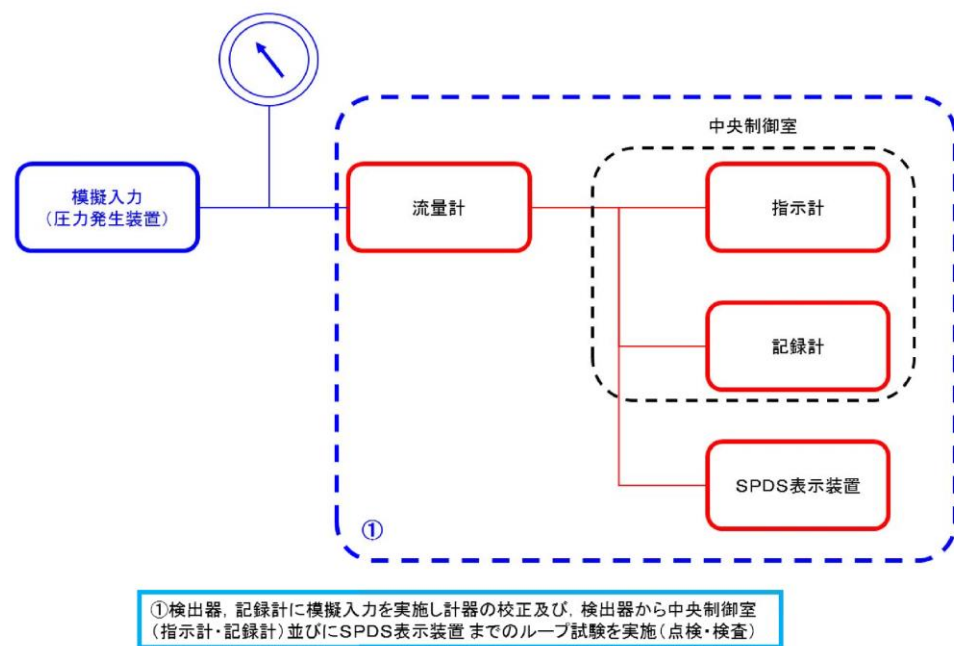 中央制御室
模擬入力
(圧力発生装置)
流量計
指示計
記録計
SPDS表示装置
①
①検出器,記録計に模擬入力を実施し計器の校正及び,検出器から中央制御室
(指示計・記録計)並びにSPDS表示装置までのループ試験を実施(点検・検査)